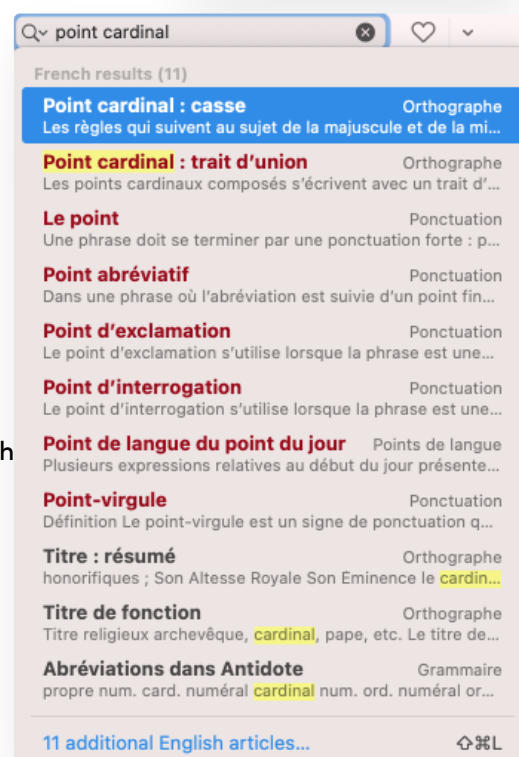 point cardinal
French results (11)
Point cardinal : casse Orthographe
Les règles qui suivent au sujet de la majuscule et de la mi...
Point cardinal : trait d’union Orthographe
Les points cardinaux composés s’écrivent avec un trait d’...
Le point Ponctuation
Une phrase doit se terminer par une ponctuation forte : p...
Point abréviatif Ponctuation
Dans une phrase où l’abréviation est suivie d’un point fin...
Point d’exclamation Ponctuation
Le point d’exclamation s’utilise lorsque la phrase est une...
Point d’interrogation Ponctuation
Le point d’interrogation s’utilise lorsque la phrase est une...
h
Point de langue du point du jour Points de langue
Plusieurs expressions relatives au début du jour présente...
Point-virgule Ponctuation
Définition Le point-virgule est un signe de ponctuation q...
Titre : résumé Orthographe
honorifiques ; Son Altesse Royale Son Éminence le cardin...
Titre de fonction Orthographe
Titre religieux archevêque, cardinal, pape, etc. Le titre de...
Abréviations dans Antidote Grammaire
propre num. card. numéral cardinal num. ord. numéral or...
11 additional English articles... ⇧⌘L